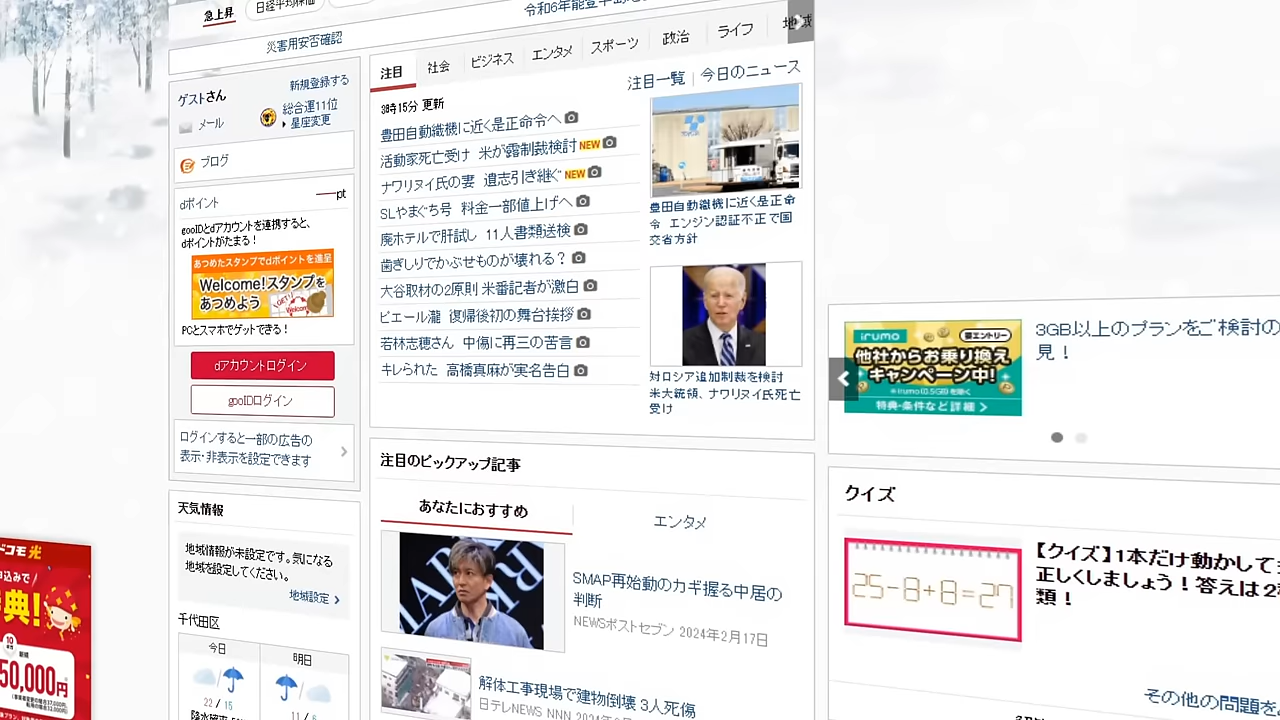 急上昇
日経平均株価
災害用安否確認
新規登録する
ゲストさん
総合運11位
星座変更
メール
ブログ
dポイント
pt
gooIDとdアカウントを連携すると、
dポイントがたまる！
あつめたスタンプでdポイントを進呈
Welcome!スタンプを
あつめよう
PCとスマホでゲットできる！
dアカウントログイン
gooIDログイン
ログインすると一部の広告の
表示・非表示を設定できます
天気情報
地域情報が未設定です。気になる
地域を設定してください。
地域設定
千代田区
今日
明日
22 / 15
注目
社会
ビジネス
エンタメ
スポーツ
政治
ライフ
注目一覧
今日のニュース
3時15分 更新
豊田自動織機に近く是正命令へ
活動家死亡受け 米が露制裁検討 NEW
ナワリヌイ氏の妻 遺志引き継ぐ NEW
SLやまぐち号 料金一部値上げへ
廃ホテルで肝試し 11人書類送検
歯ぎしりでかぶせものが壊れる？
大谷取材の2原則 米番記者が激白
ビエール瀧 復帰後初の舞台挨拶
若林志穂さん 中傷に再三の苦言
キレられた 高橋真麻が実名告白
豊田自動織機に近く是正命
令 エンジン認証不正で国
交省方針
対ロシア追加制裁を検討
米大統領、ナワリヌイ氏死亡
受け
注目のピックアップ記事
あなたにおすすめ
エンタメ
SMAP再始動のカギ握る中居の
判断
NEWSポストセブン 2024年2月17日
解体工事現場で建物倒壊 3人死傷
日テレNEWS NNN
irumo
要エントリー
他社からお乗り換え
キャンペーン中!
※irumo(0.5GB)を除く
特典・条件など詳細 >
3GB以上のプランをご検討の
見！
クイズ
25-8+8=27
【クイズ】1本だけ動かして
正しくしましょう！答えは2
類！
その他の問題を
ドコモ光
50,000円